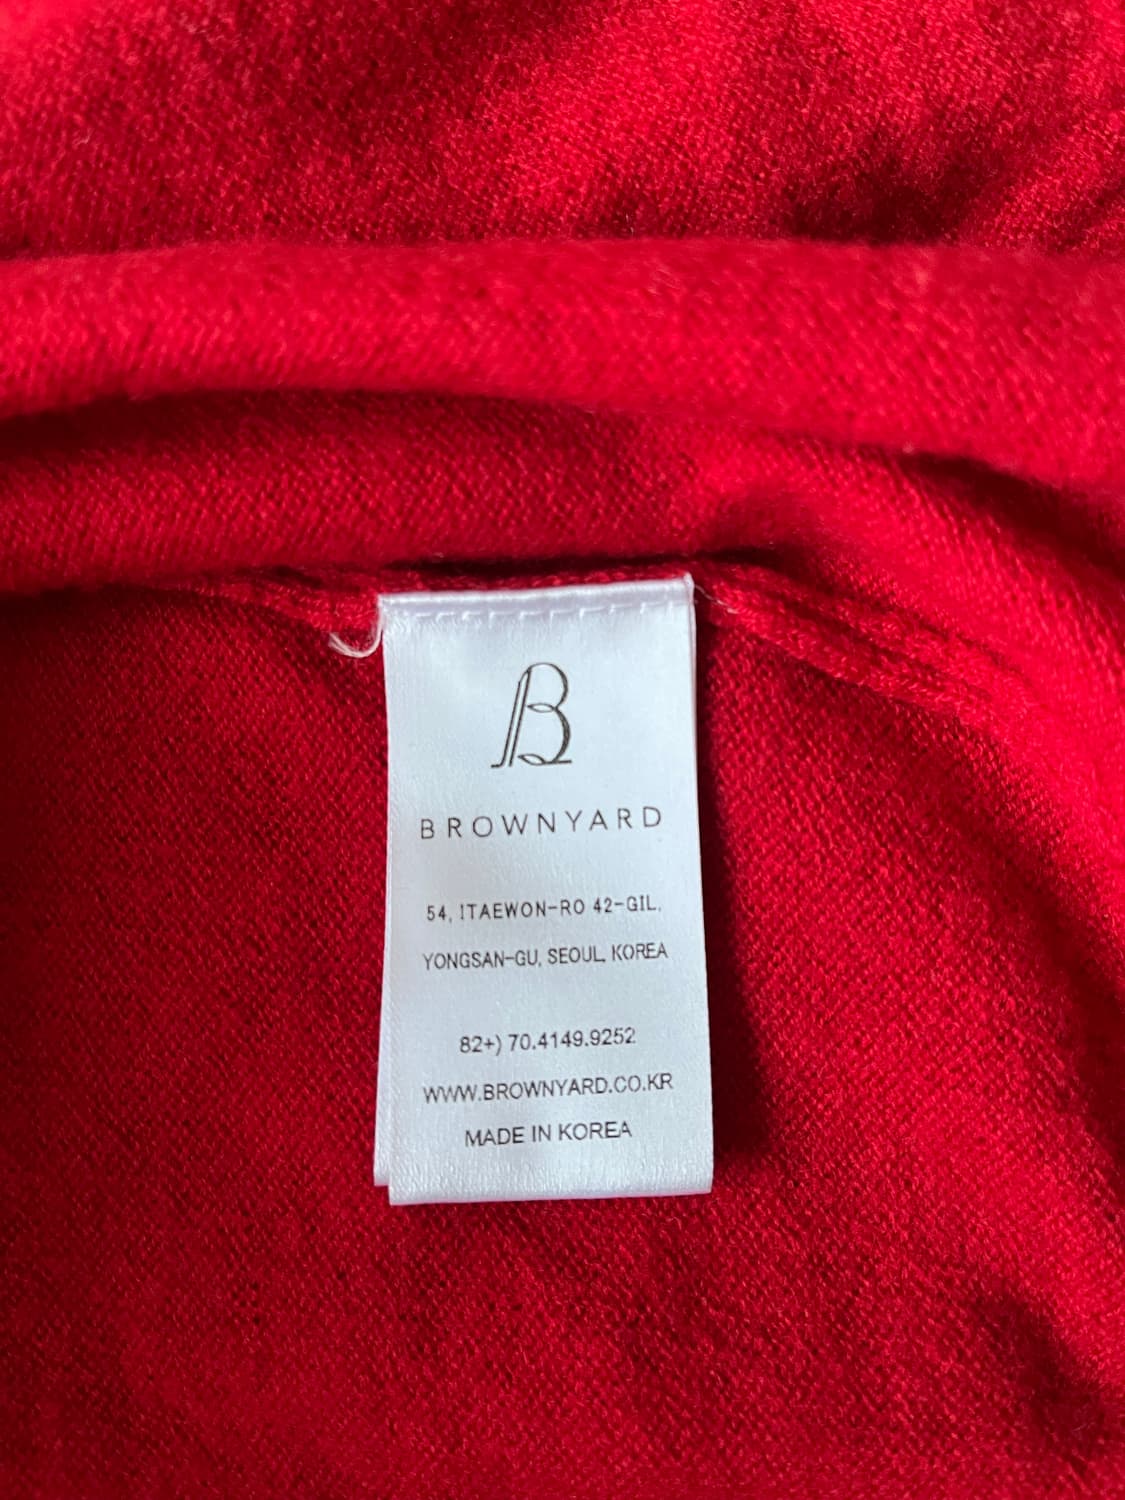 B
BROWNYARD
54, ITAEWON-RO 42-GIL,
YONGSAN-GU, SEOUL, KOREA
82+) 70.4149.9252
WWW.BROWNYARD.CO.KR
MADE IN KOREA